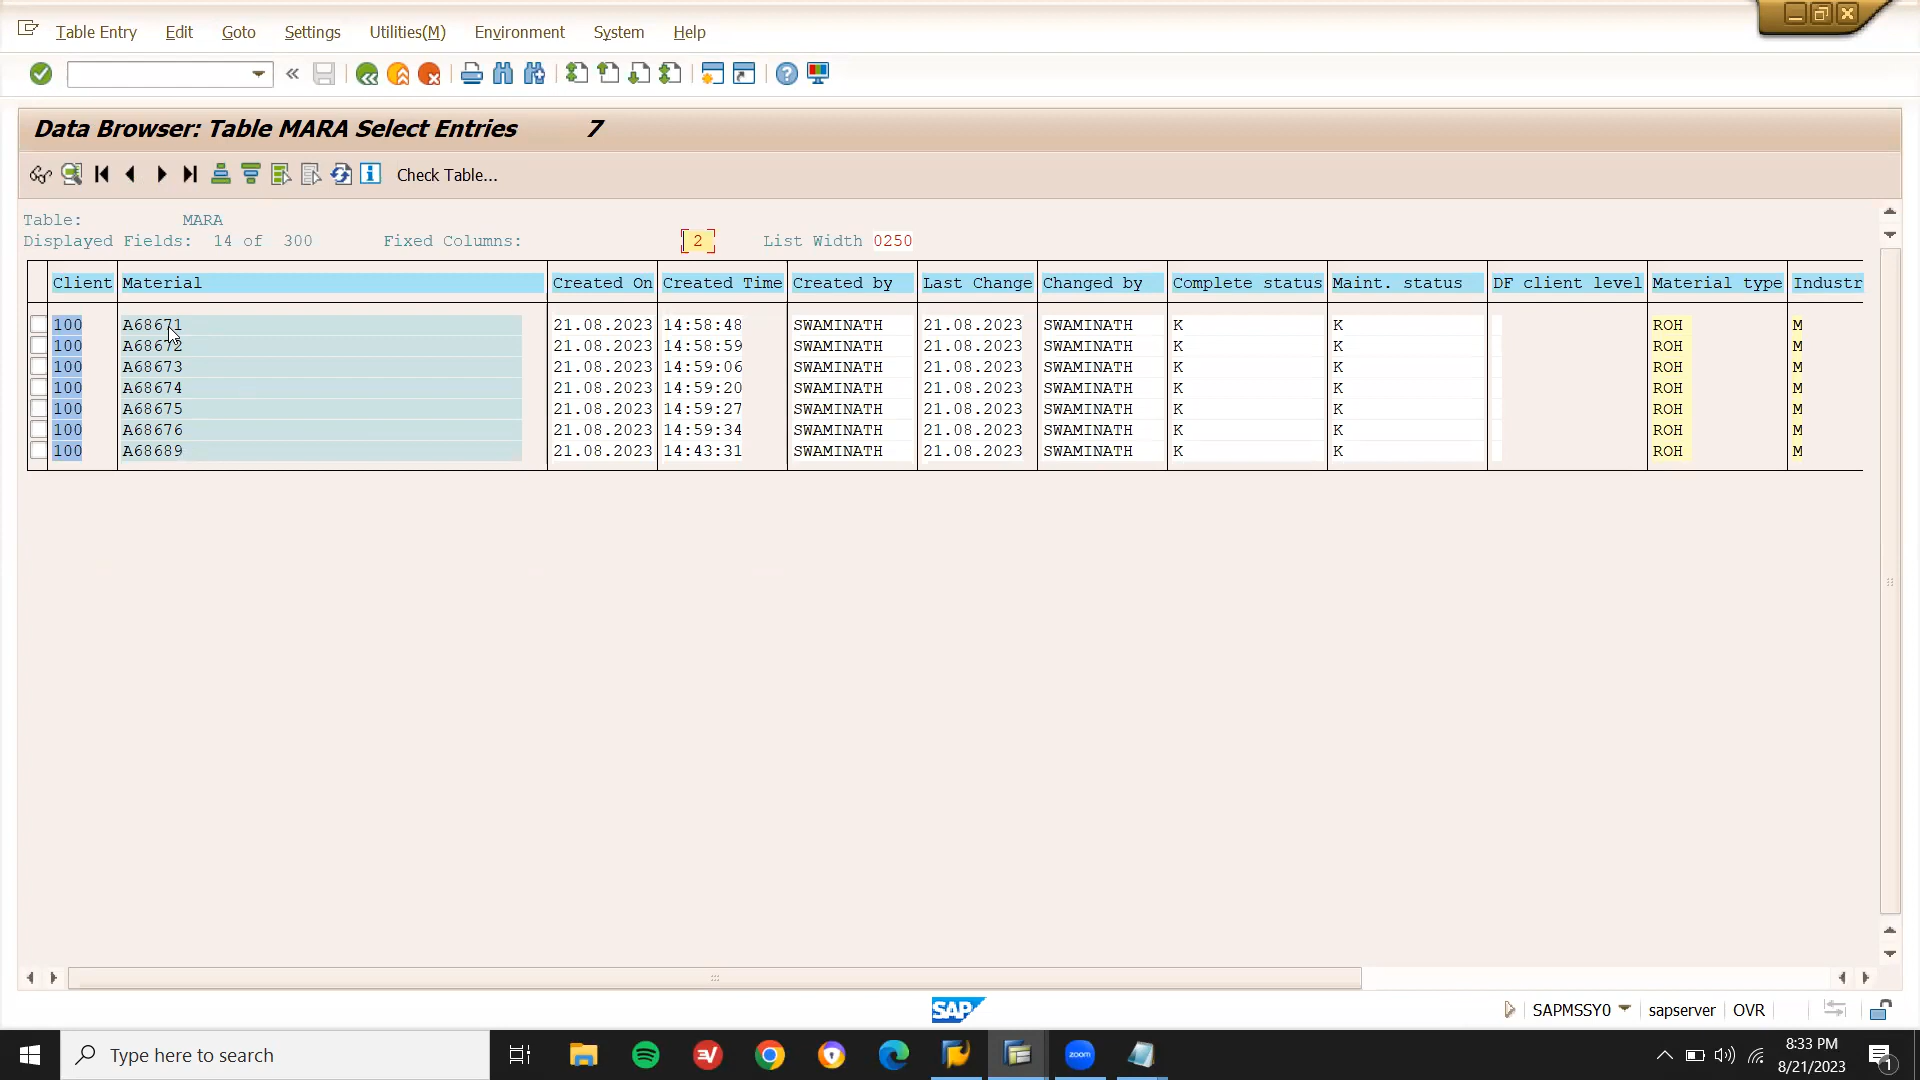 Table Entry Edit Goto Settings Utilities(M) Environment System Help
Data Browser: Table MARA Select Entries 7
Check Table...
Table: MARA
Displayed Fields: 14 of 300 Fixed Columns: 2 List Width 0250
Client Material Created On Created Time Created by Last Change Changed by Complete status Maint. status DF client level Material type Industr
100 A68671 21.08.2023 14:58:48 SWAMINATH 21.08.2023 SWAMINATH K K ROH M
100 A68672 21.08.2023 14:58:59 SWAMINATH 21.08.2023 SWAMINATH K K ROH M
100 A68673 21.08.2023 14:59:06 SWAMINATH 21.08.2023 SWAMINATH K K ROH M
100 A68674 21.08.2023 14:59:20 SWAMINATH 21.08.2023 SWAMINATH K K ROH M
100 A68675 21.08.2023 14:59:27 SWAMINATH 21.08.2023 SWAMINATH K K ROH M
100 A68676 21.08.2023 14:59:34 SWAMINATH 21.08.2023 SWAMINATH K K ROH M
100 A68689 21.08.2023 14:43:31 SWAMINATH 21.08.2023 SWAMINATH K K ROH M
SAP SAPMSSY0 sapserver OVR
Type here to search zoom 8:33 PM
8/21/2023 1